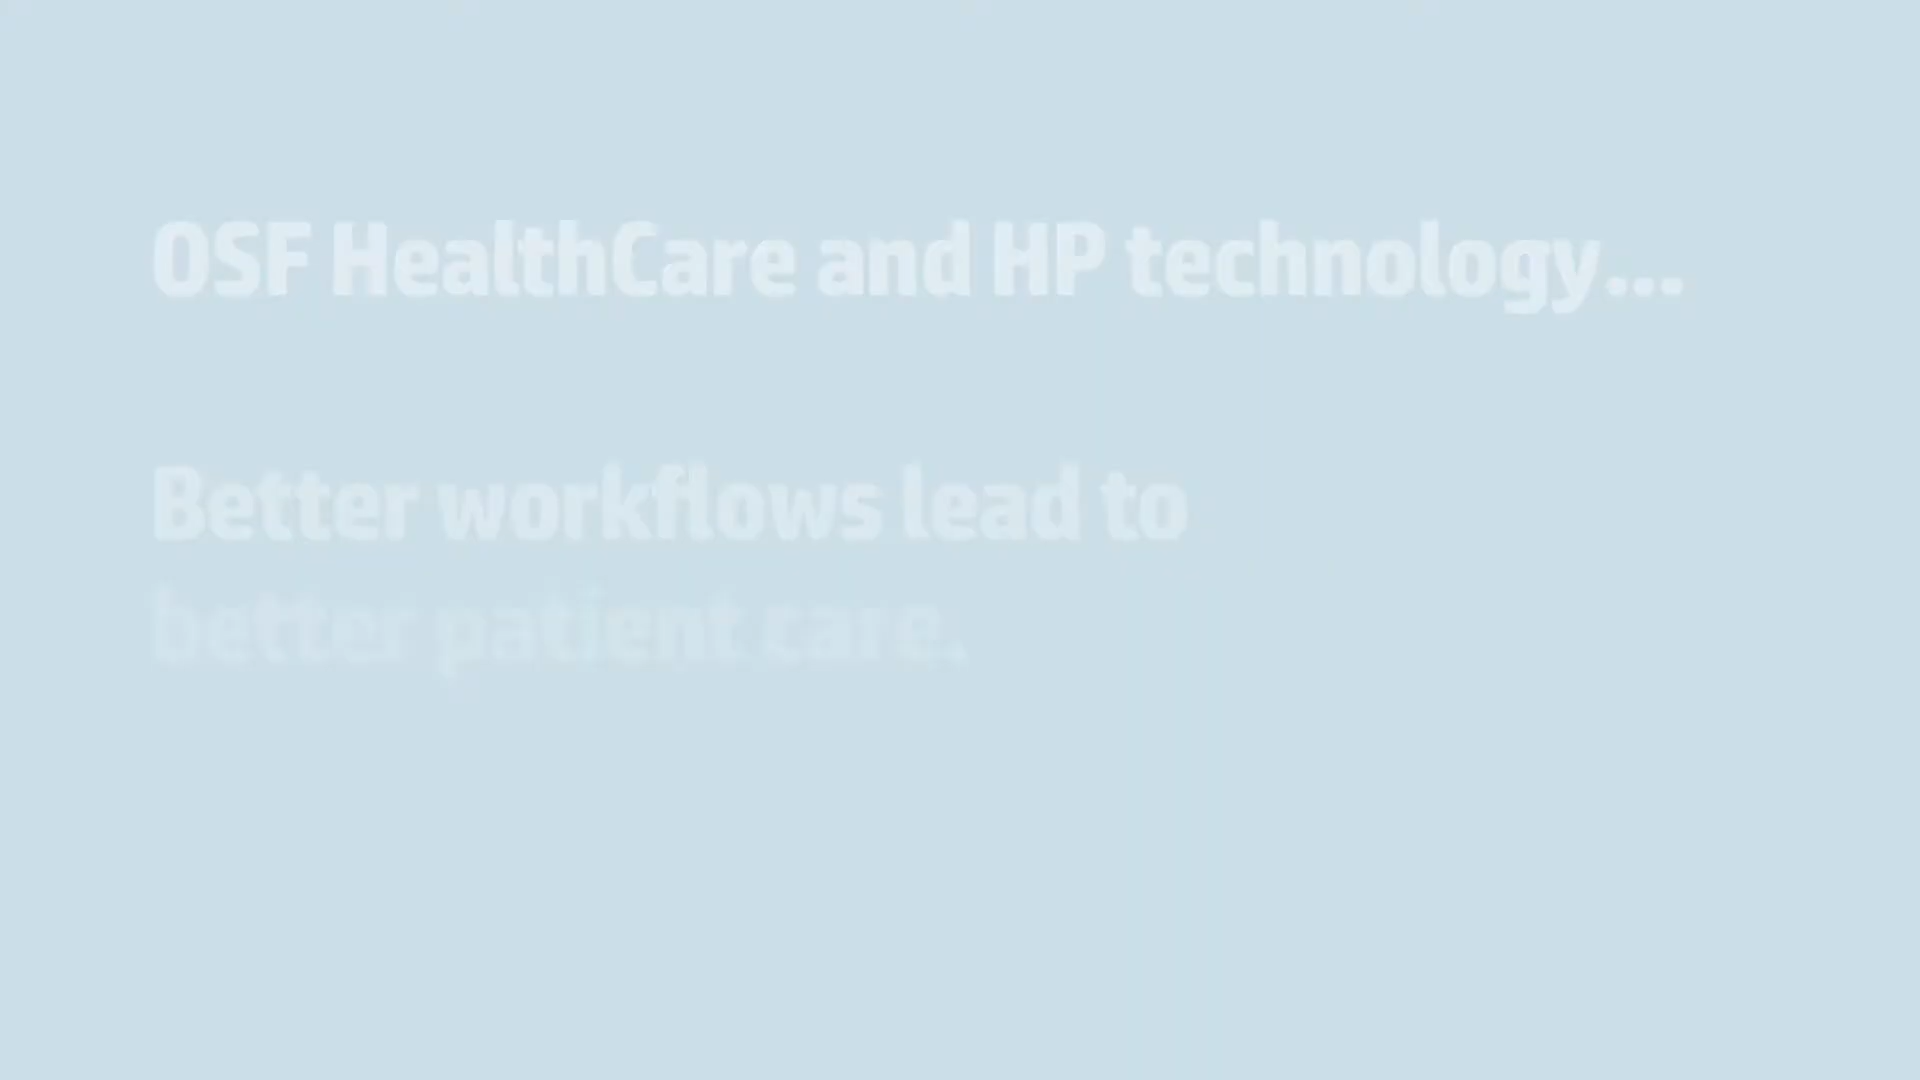 OSF HealthCare and HP technology...
Better workflows lead to
better patient care.